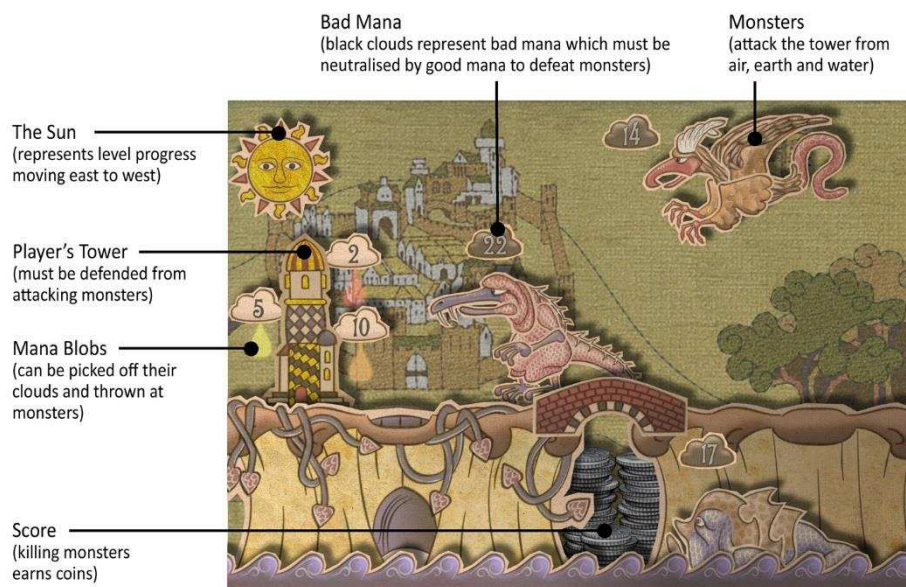 Bad Mana
(black clouds represent bad mana which must be
neutralised by good mana to defeat monsters)
Monsters
(attack the tower from
air, earth and water)
The Sun
(represents level progress
moving east to west)
14
22
Player's Tower
(must be defended from
attacking monsters)
2
5
10
Mana Blobs
(can be picked off their
clouds and thrown at
monsters)
17
Score
(killing monsters
earns coins)